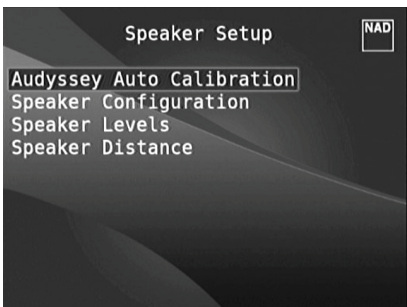 Speaker Setup
NAD
Audyssey Auto Calibration
Speaker Configuration
Speaker Levels
Speaker Distance